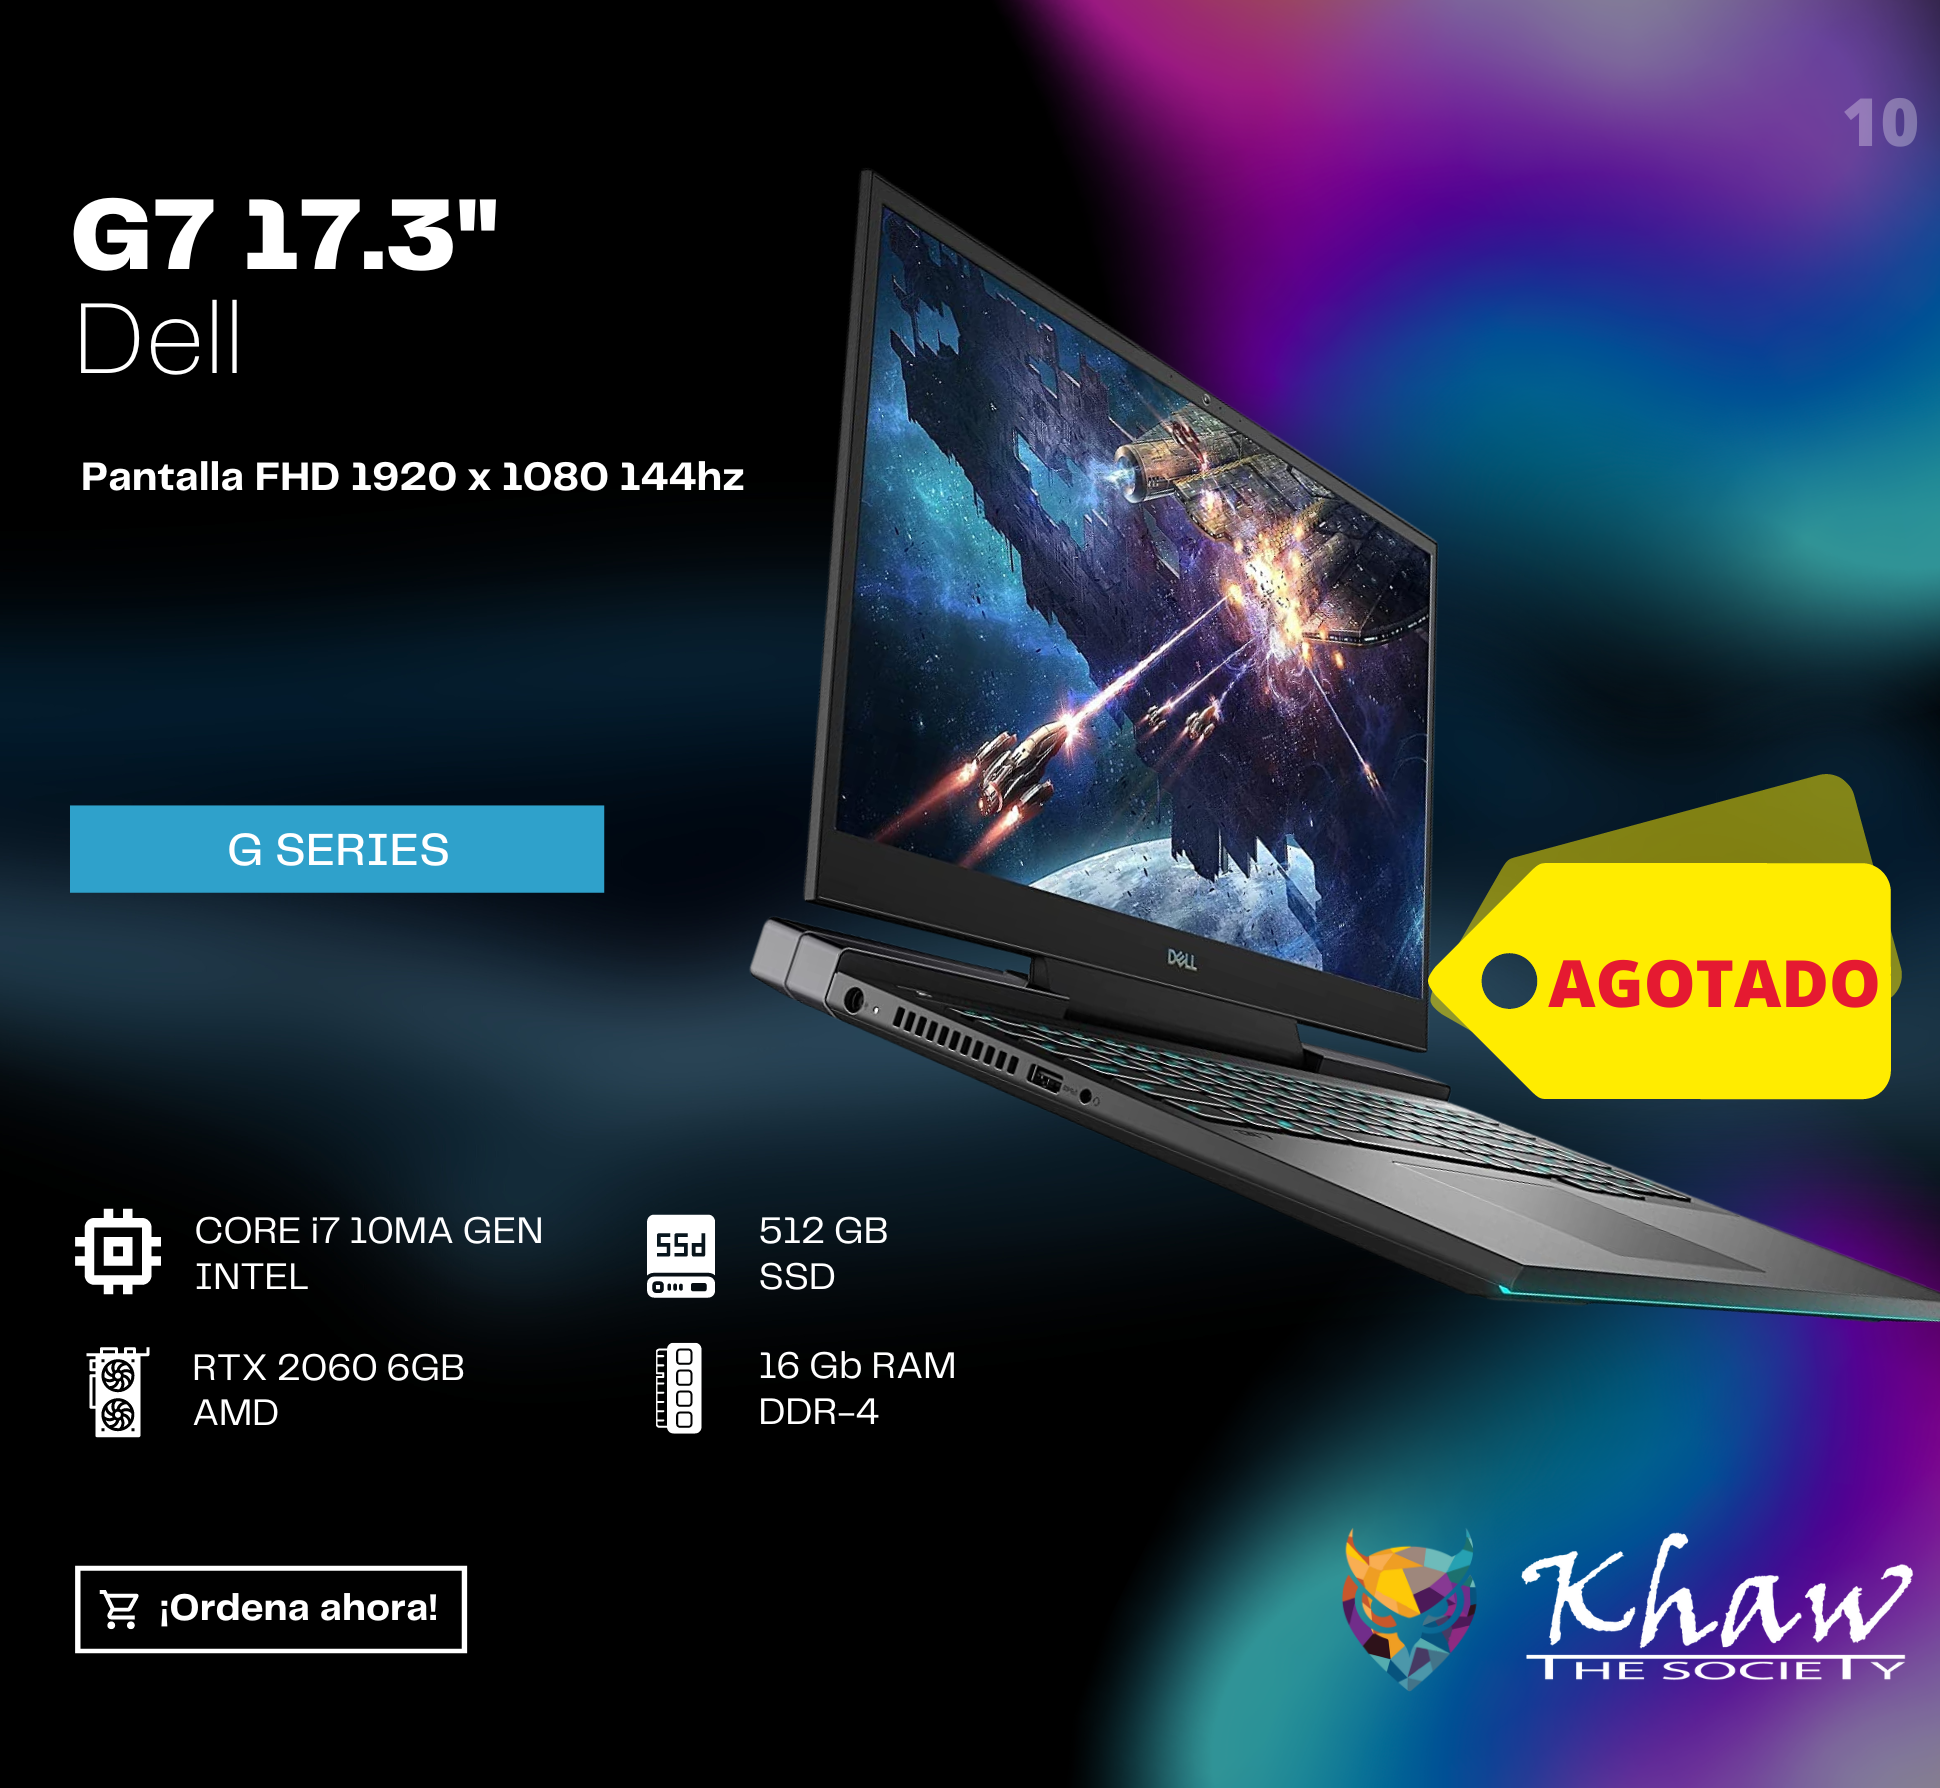 10
G7 17.3"
Dell
Pantalla FHD 1920 x 1080 144hz
G SERIES
DELL
AGOTADO
CORE i7 10MA GEN
INTEL
ssd
512 GB
SSD
RTX 2060 6GB
AMD
16 Gb RAM
DDR-4
¡Ordena ahora!
Khaw
THE SOCIETY